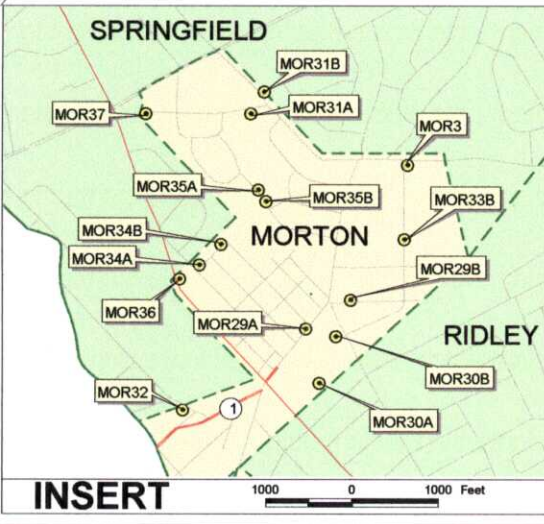 SPRINGFIELD
MOR31B
MOR37
MOR31A
MOR3
MOR35A
MOR35B
MOR33B
MOR34B
MORTON
MOR34A
MOR29B
MOR36
MOR29A
RIDLEY
MOR30B
MOR32
1
MOR30A
INSERT
1000 0 1000 Feet